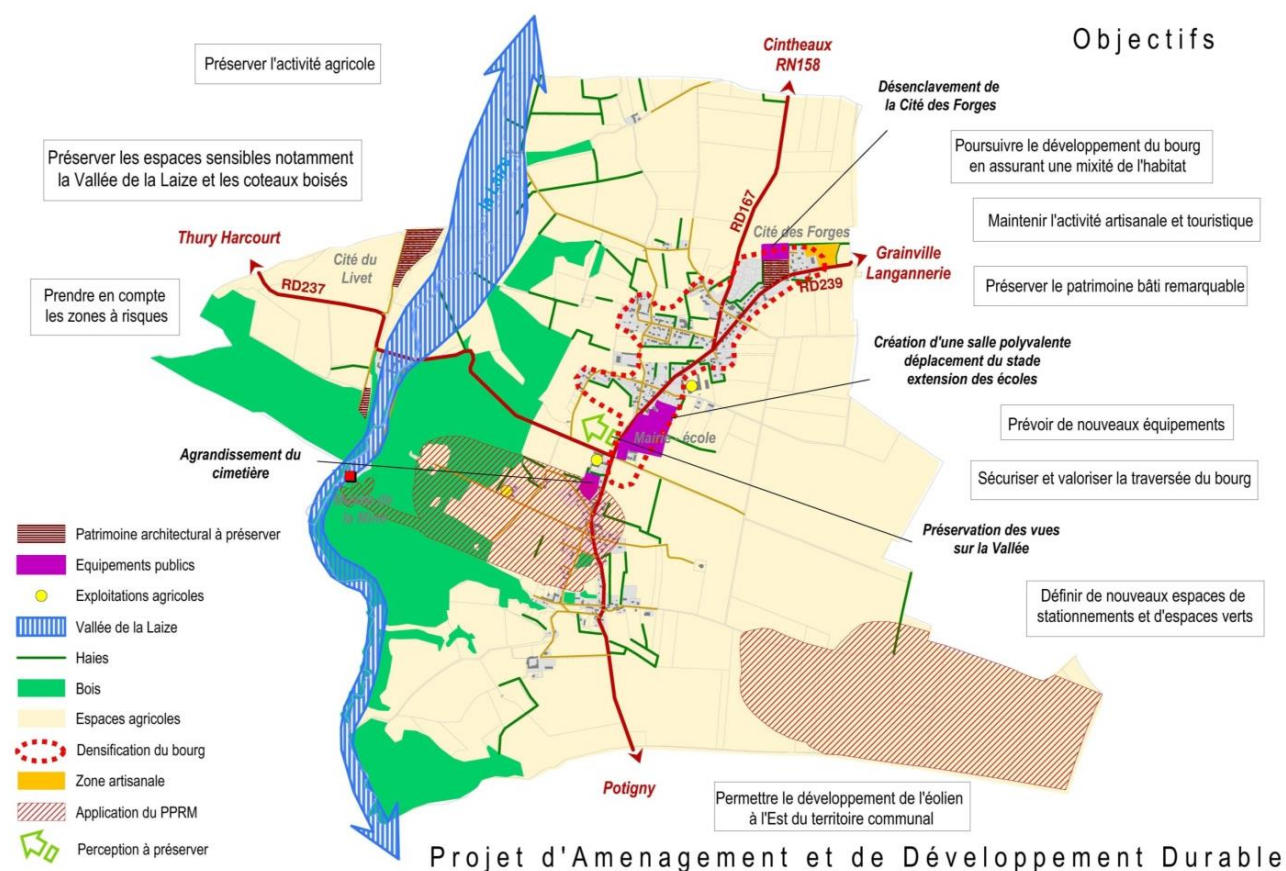 Objectifs
Préserver l'activité agricole
Cintheaux
RN158
Désenclavement de
la Cité des Forges
Préserver les espaces sensibles notamment
la Vallée de la Laize et les coteaux boisés
Poursuivre le développement du bourg
en assurant une mixité de l'habitat
la Laize
RD167
Maintenir l'activité artisanale et touristique
Thury Harcourt
Cité du
Livet
Cité des Forges
Grainville
Langannerie
RD237
RD239
Prendre en compte
les zones à risques
Préserver le patrimoine bâti remarquable
Création d'une salle polyvalente
déplacement du stade
extension des écoles
Prévoir de nouveaux équipements
Mairie - école
Agrandissement du
cimetière
Sécuriser et valoriser la traversée du bourg
Préservation des vues
sur la Vallée
Patrimoine architectural à préserver
Equipements publics
Exploitations agricoles
Vallée de la Laize
Haies
Bois
Espaces agricoles
Densification du bourg
Zone artisanale
Application du PPRM
Perception à préserver
Définir de nouveaux espaces de
stationnements et d'espaces verts
Potigny
Permettre le développement de l'éolien
à l'Est du territoire communal
Projet d'Amenagement et de Développement Durable